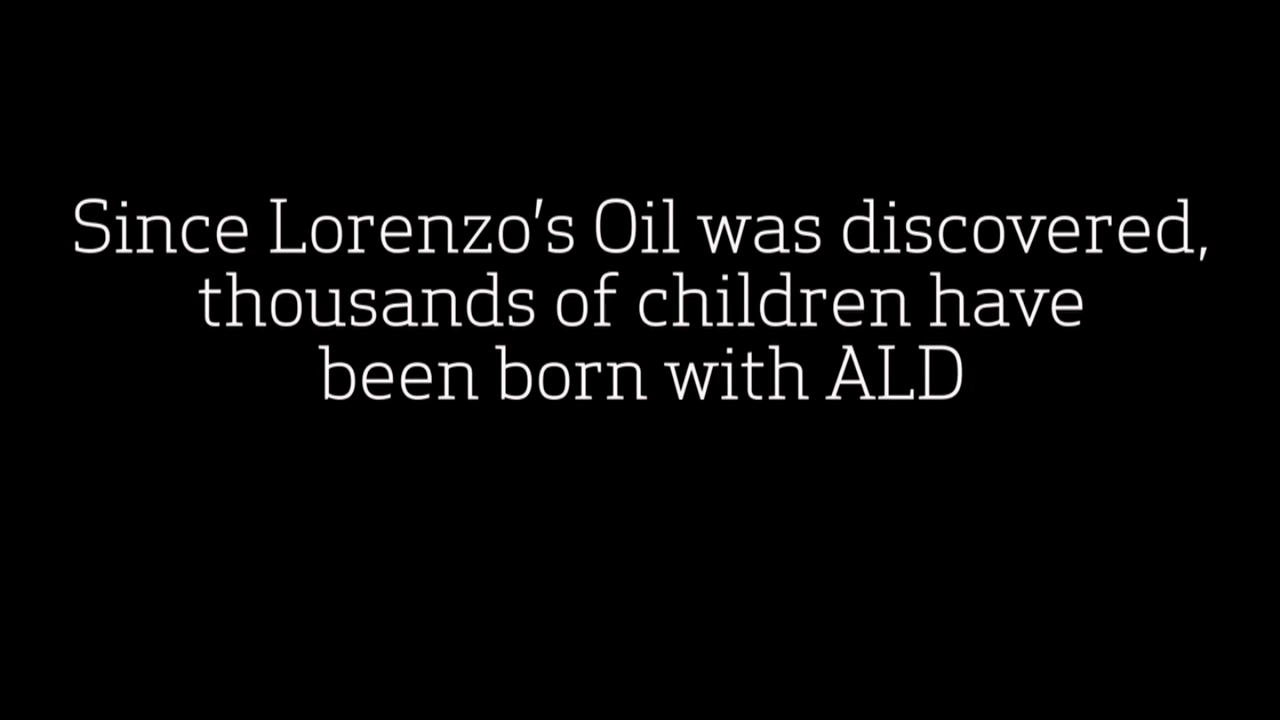 Since Lorenzo’s Oil was discovered,
thousands of children have
been born with ALD